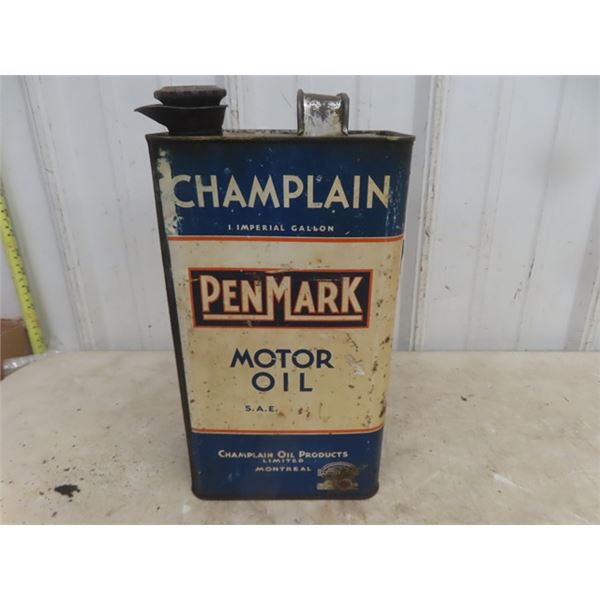 CHAMPLAIN
1 IMPERIAL GALLON
PENMARK
MOTOR
OIL
S.A.E.
CHAMPLAIN OIL PRODUCTS
LIMITED
MONTREAL